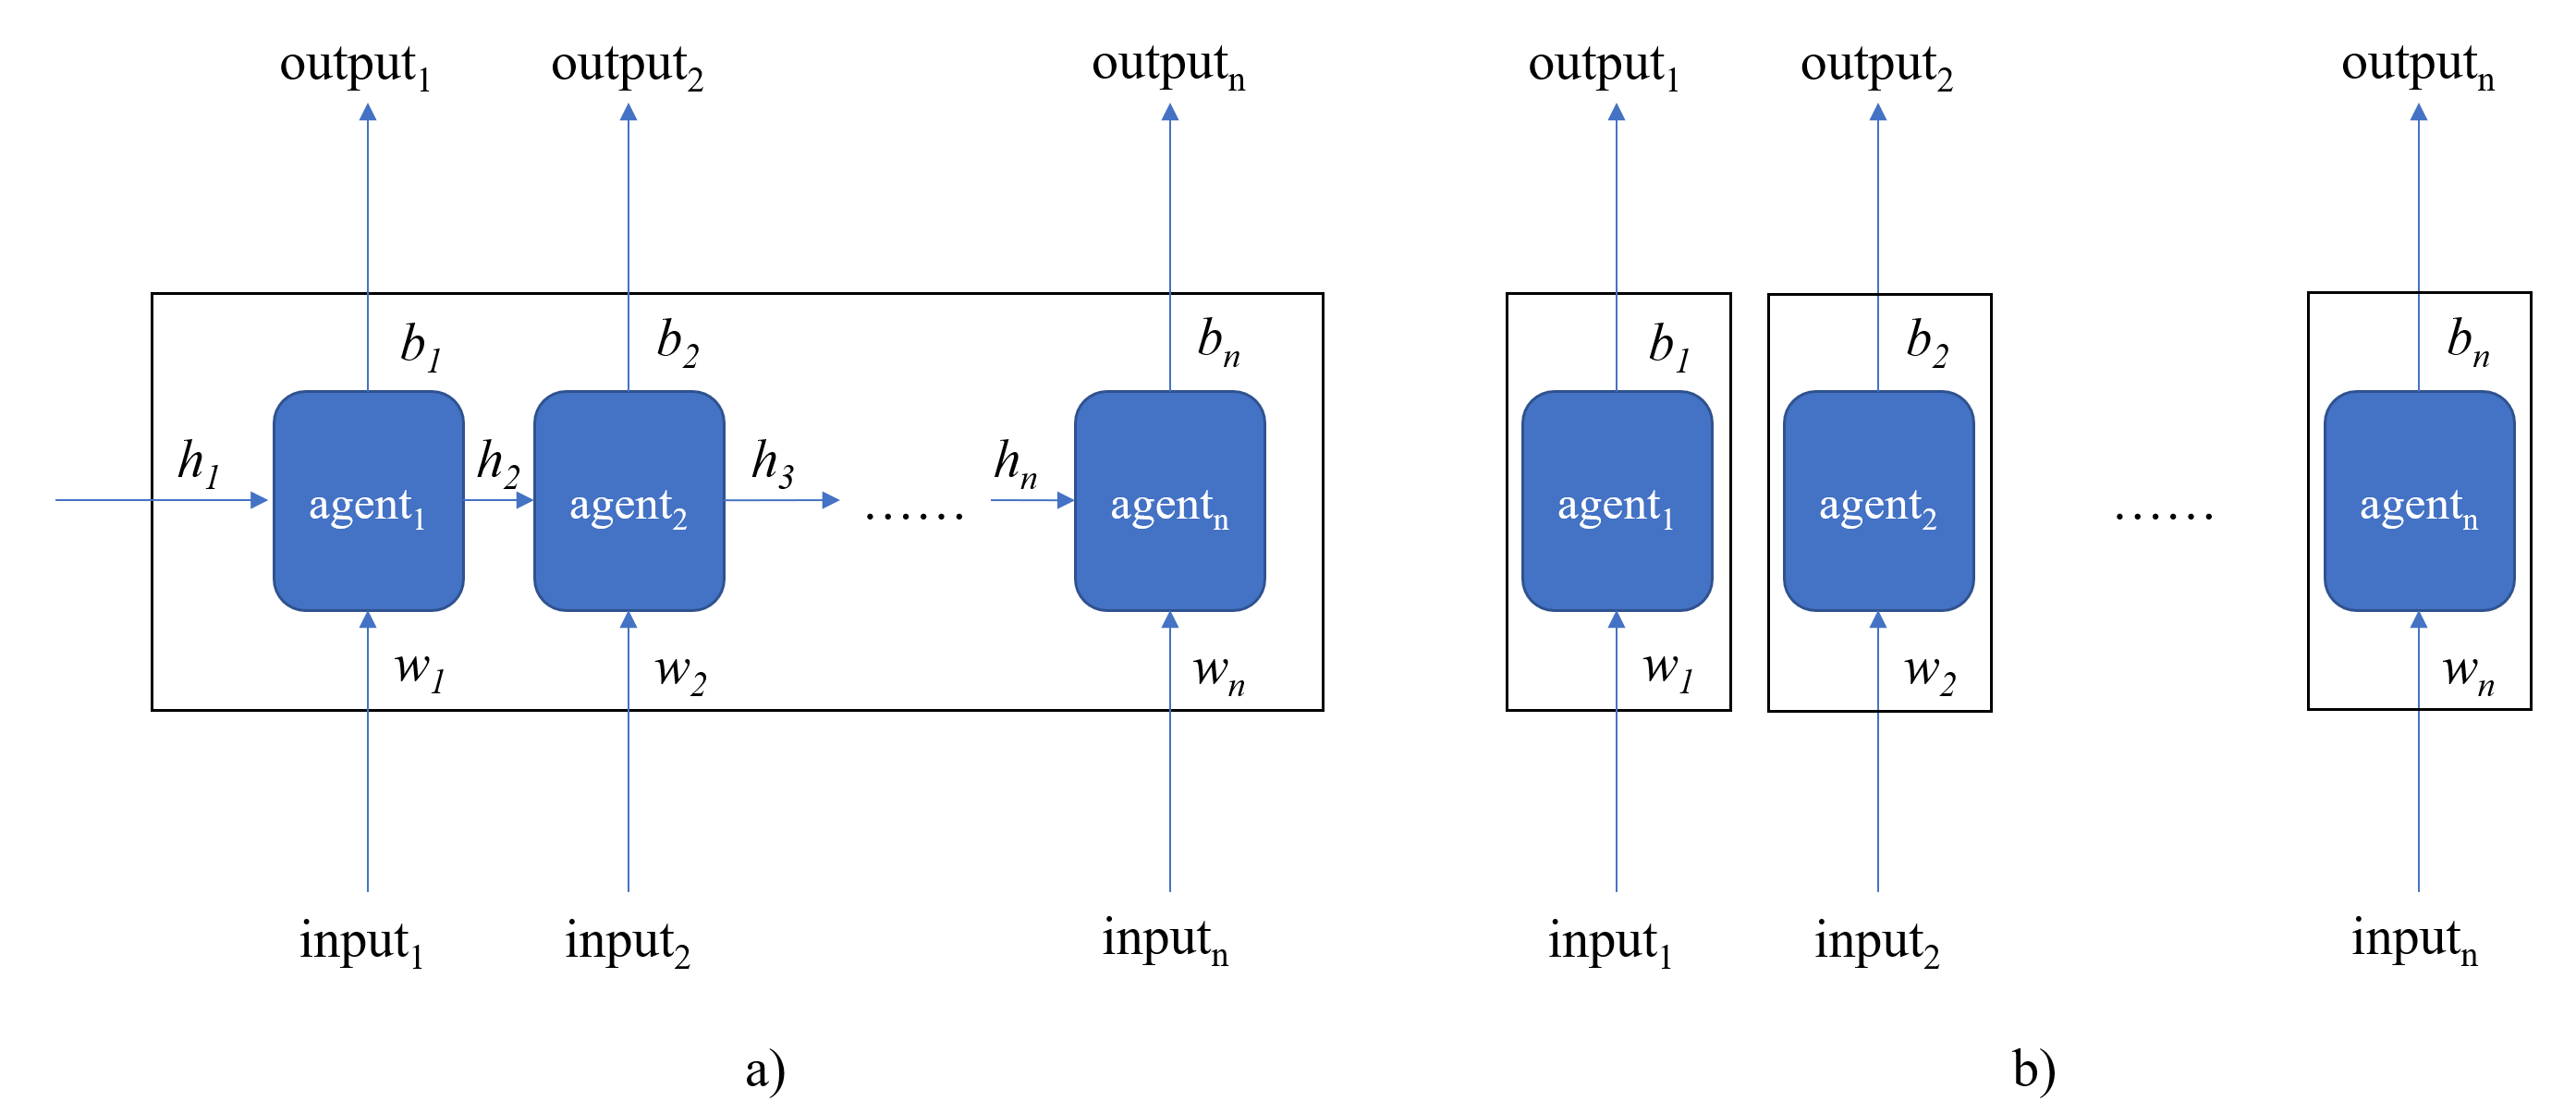 output₁ output₂ outputₙ output₁ output₂ outputₙ
b₁ b₂ bₙ b₁ b₂ bₙ
h₁ h₂ h₃ hₙ
agent₁ agent₂ …… agentₙ agent₁ agent₂ …… agentₙ
w₁ w₂ wₙ w₁ w₂ wₙ
input₁ input₂ inputₙ input₁ input₂ inputₙ
a) b)